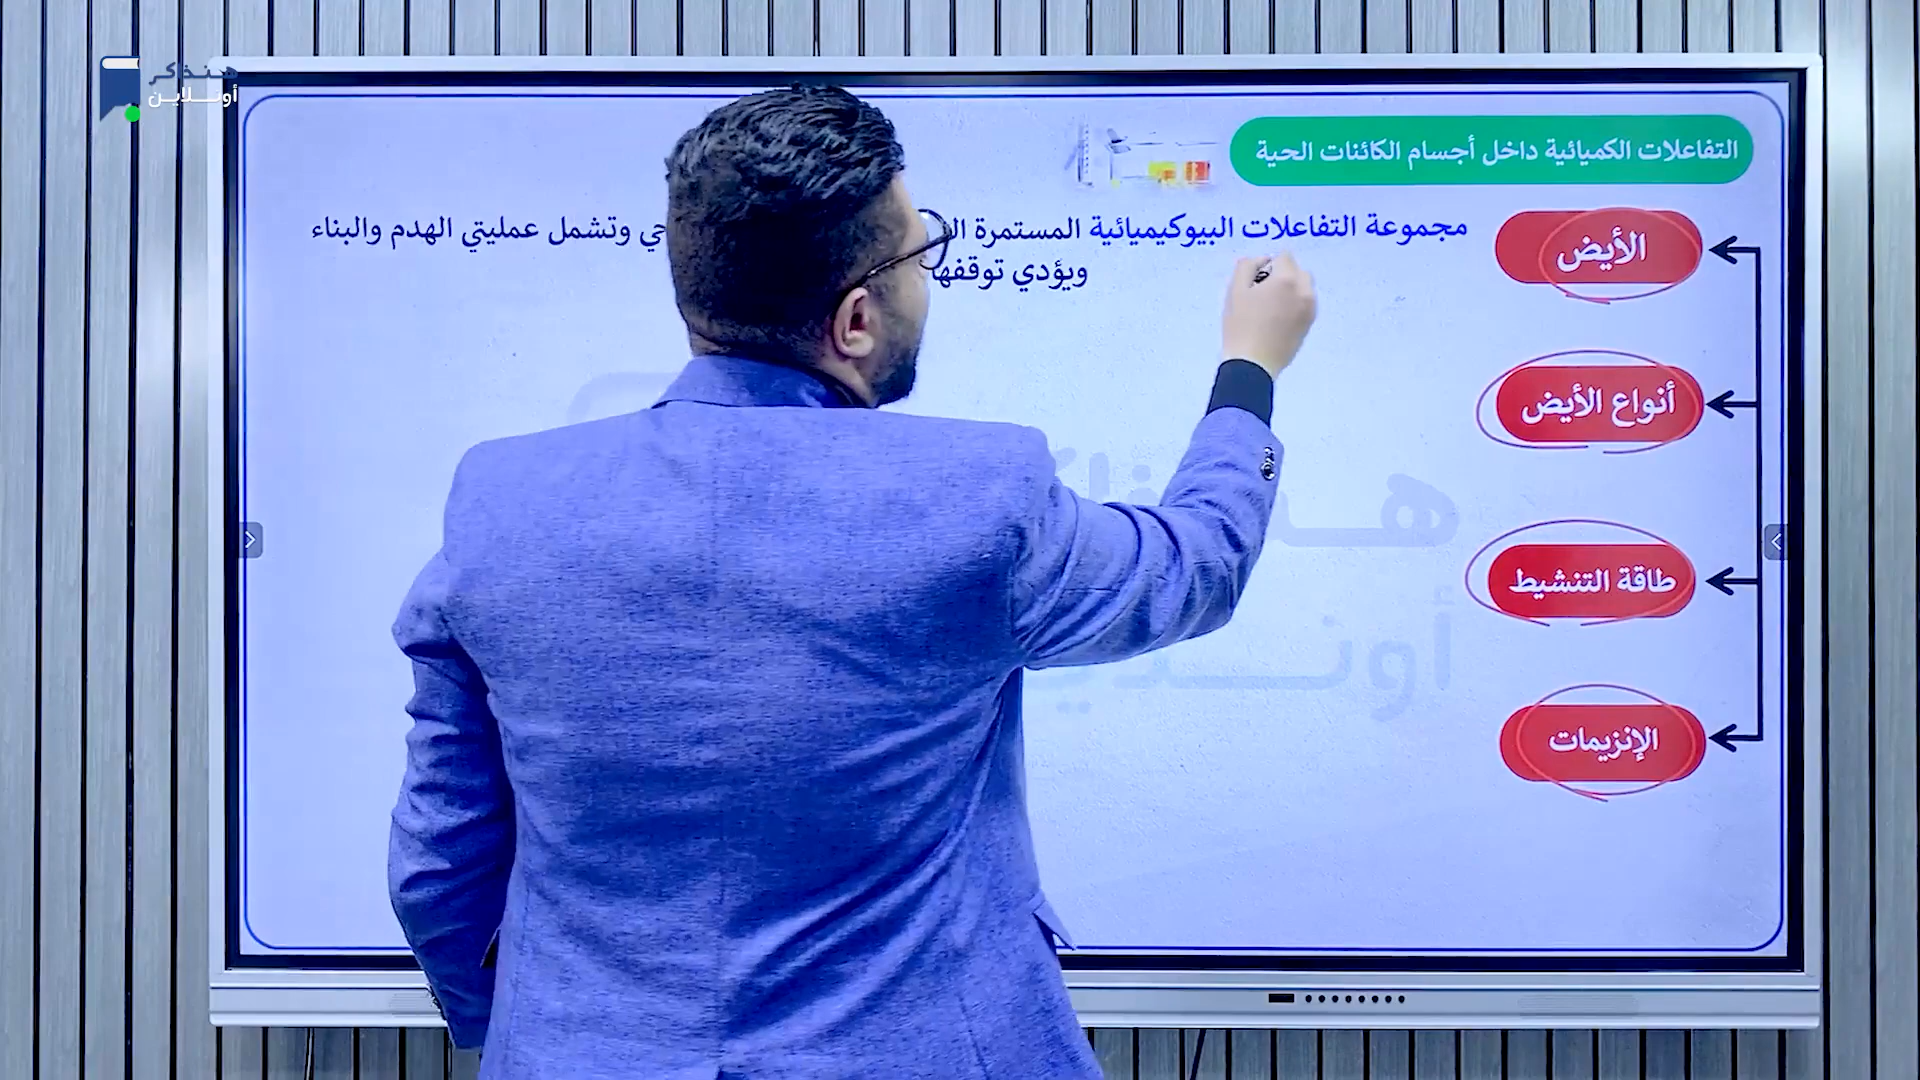 هنذكر
أونلاين
التفاعلات الكميائية داخل أجسام الكائنات الحية
الأيض
مجموعة التفاعلات البيوكيميائية المستمرة وتشمل عمليتي الهدم والبناء
ويؤدي توقفها
أنواع الأيض
طاقة التنشيط
الإنزيمات